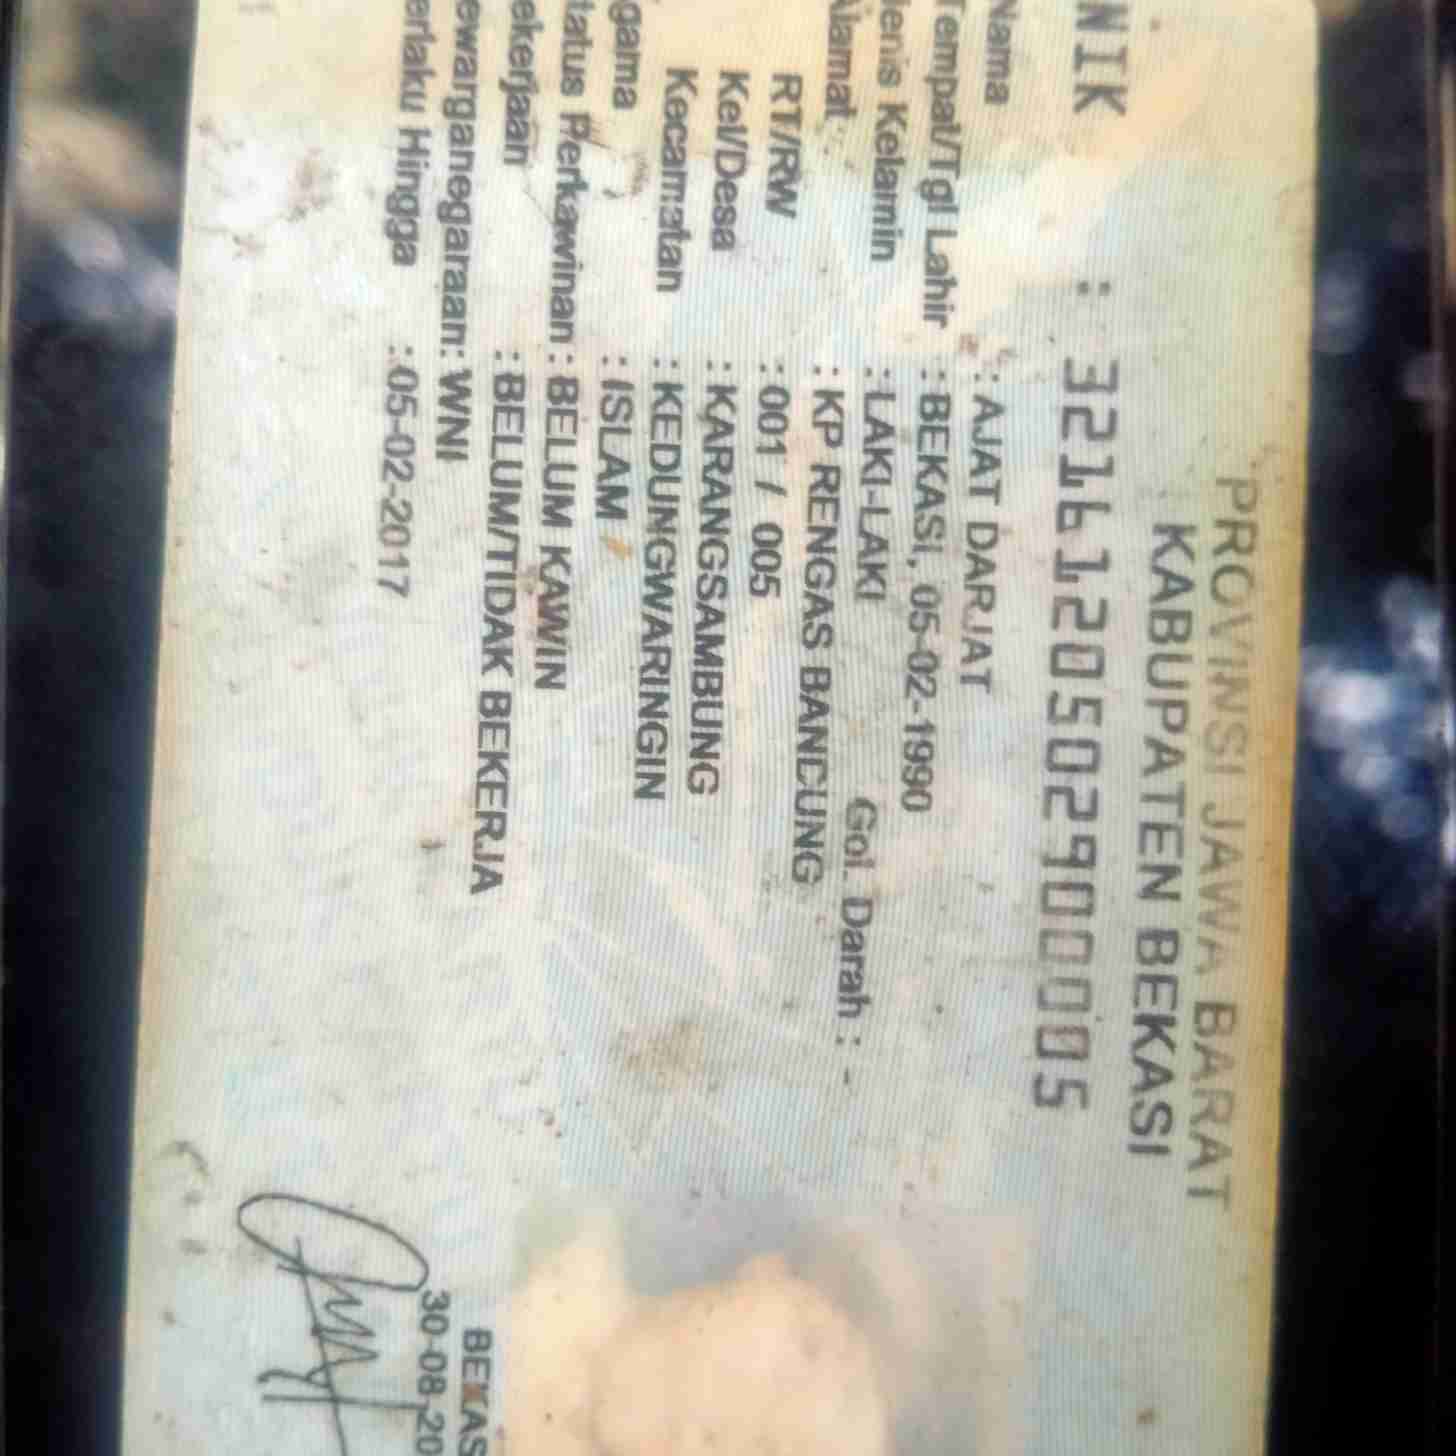 PROVINSI JAWA BARAT
KABUPATEN BEKASI
NIK : 3216120502900005
Nama : AJAT DARJAT
Tempat/Tgl Lahir : BEKASI, 05-02-1990
Jenis Kelamin : LAKI-LAKI Gol. Darah : -
Alamat : KP RENGAS BANDUNG
RT/RW : 001 / 005
Kel/Desa : KARANGSAMBUNG
Kecamatan : KEDUNGWARINGIN
gama : ISLAM
tatus Perkawinan : BELUM KAWIN
ekerjaan : BELUM/TIDAK BEKERJA
ewarganegaraan: WNI
erlaku Hingga : 05-02-2017
BEKAS
30-08-20